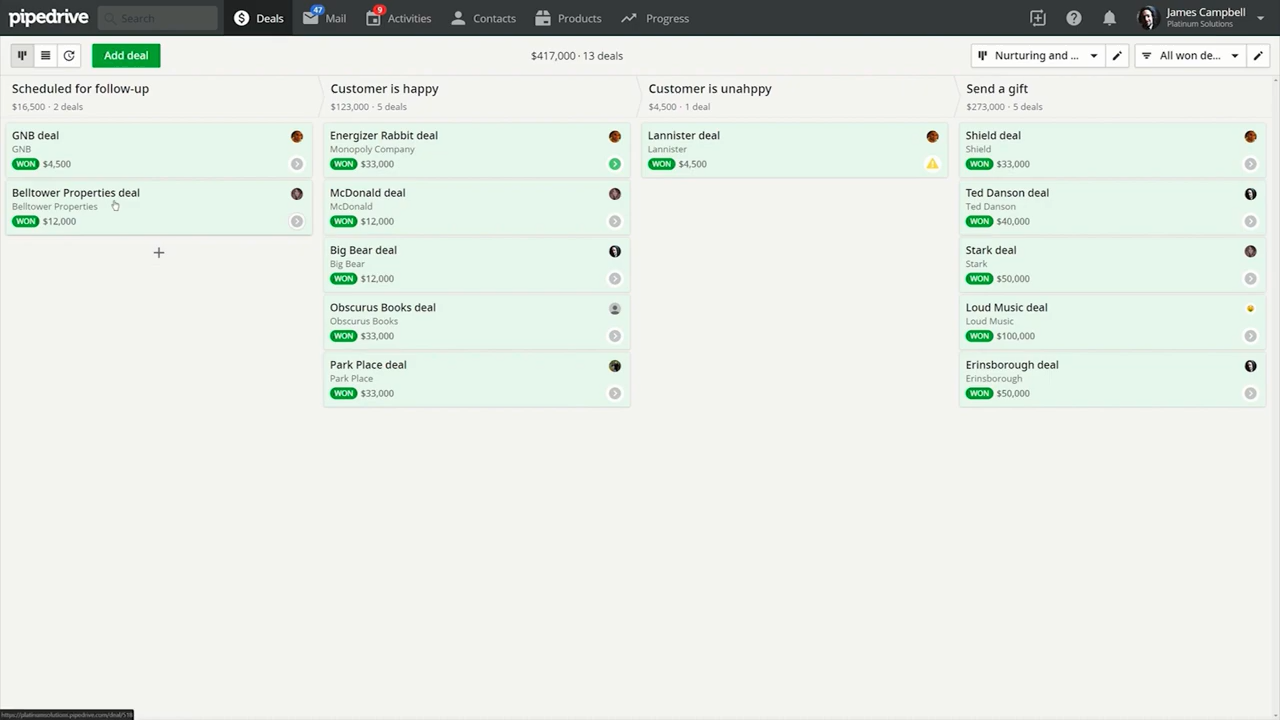 pipedrive
Search
Deals
47
Mail
9
Activities
Contacts
Products
Progress
James Campbell
Platinum Solutions
Add deal
$417,000 · 13 deals
Nurturing and ...
All won de...
Scheduled for follow-up
$16,500 · 2 deals
GNB deal
GNB
WON $4,500
Belltower Properties deal
Belltower Properties
WON $12,000
Customer is happy
$123,000 · 5 deals
Energizer Rabbit deal
Monopoly Company
WON $33,000
McDonald deal
McDonald
WON $12,000
Big Bear deal
Big Bear
WON $12,000
Obscurus Books deal
Obscurus Books
WON $33,000
Park Place deal
Park Place
WON $33,000
Customer is unahppy
$4,500 · 1 deal
Lannister deal
Lannister
WON $4,500
Send a gift
$273,000 · 5 deals
Shield deal
Shield
WON $33,000
Ted Danson deal
Ted Danson
WON $40,000
Stark deal
Stark
WON $50,000
Loud Music deal
Loud Music
WON $100,000
Erinsborough deal
Erinsborough
WON $50,000
https://platinumsolutions.pipedrive.com/deal/518